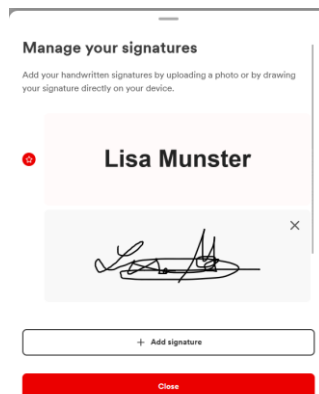 Manage your signatures
Add your handwritten signatures by uploading a photo or by drawing
your signature directly on your device.
Lisa Munster
+ Add signature
Close